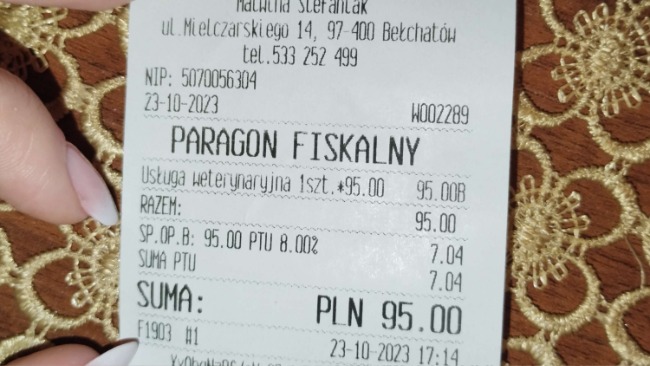 Malwina Stefaniak
ul.Mielczarskiego 14, 97-400 Bełchatów
tel.533 252 499
NIP: 5070056304
23-10-2023 W002289
PARAGON FISKALNY
Usługa weterynaryjna 1szt.*95.00 95.00B
RAZEM: 95.00
SP.OP.B: 95.00 PTU 8.00% 7.04
SUMA PTU 7.04
SUMA: PLN 95.00
F1903 #1 23-10-2023 17:14